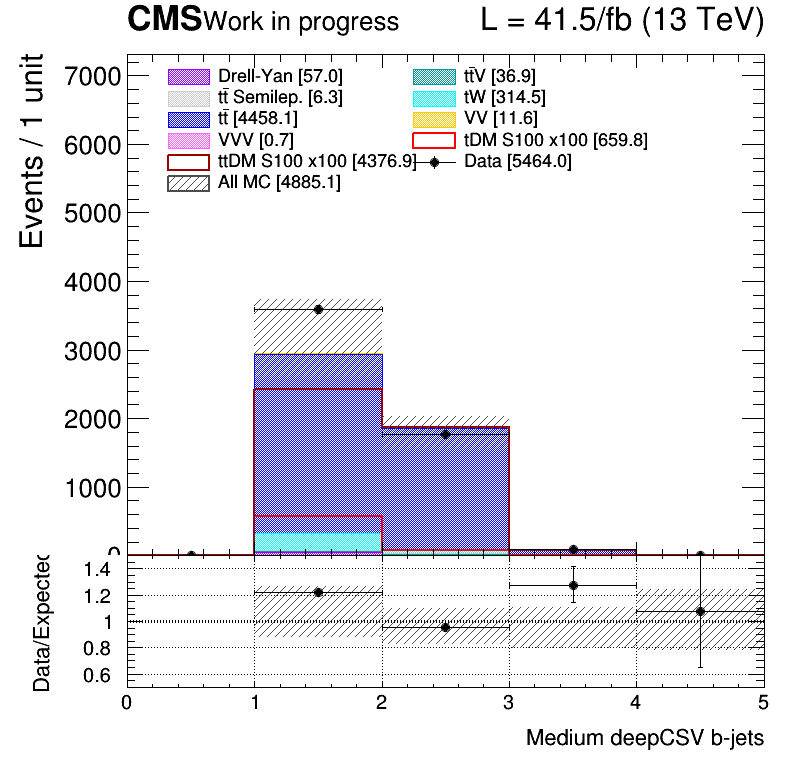 CMS Work in progress L = 41.5/fb (13 TeV)
Events / 1 unit
7000
6000
5000
4000
3000
2000
1000
0
Drell-Yan [57.0]
tt̄V [36.9]
tt̄ Semilep. [6.3]
tW [314.5]
tt̄ [4458.1]
VV [11.6]
VVV [0.7]
tDM S100 x100 [659.8]
ttDM S100 x100 [4376.9]
Data [5464.0]
All MC [4885.1]
Data/Expected
1.4
1.2
1
0.8
0.6
0 1 2 3 4 5
Medium deepCSV b-jets